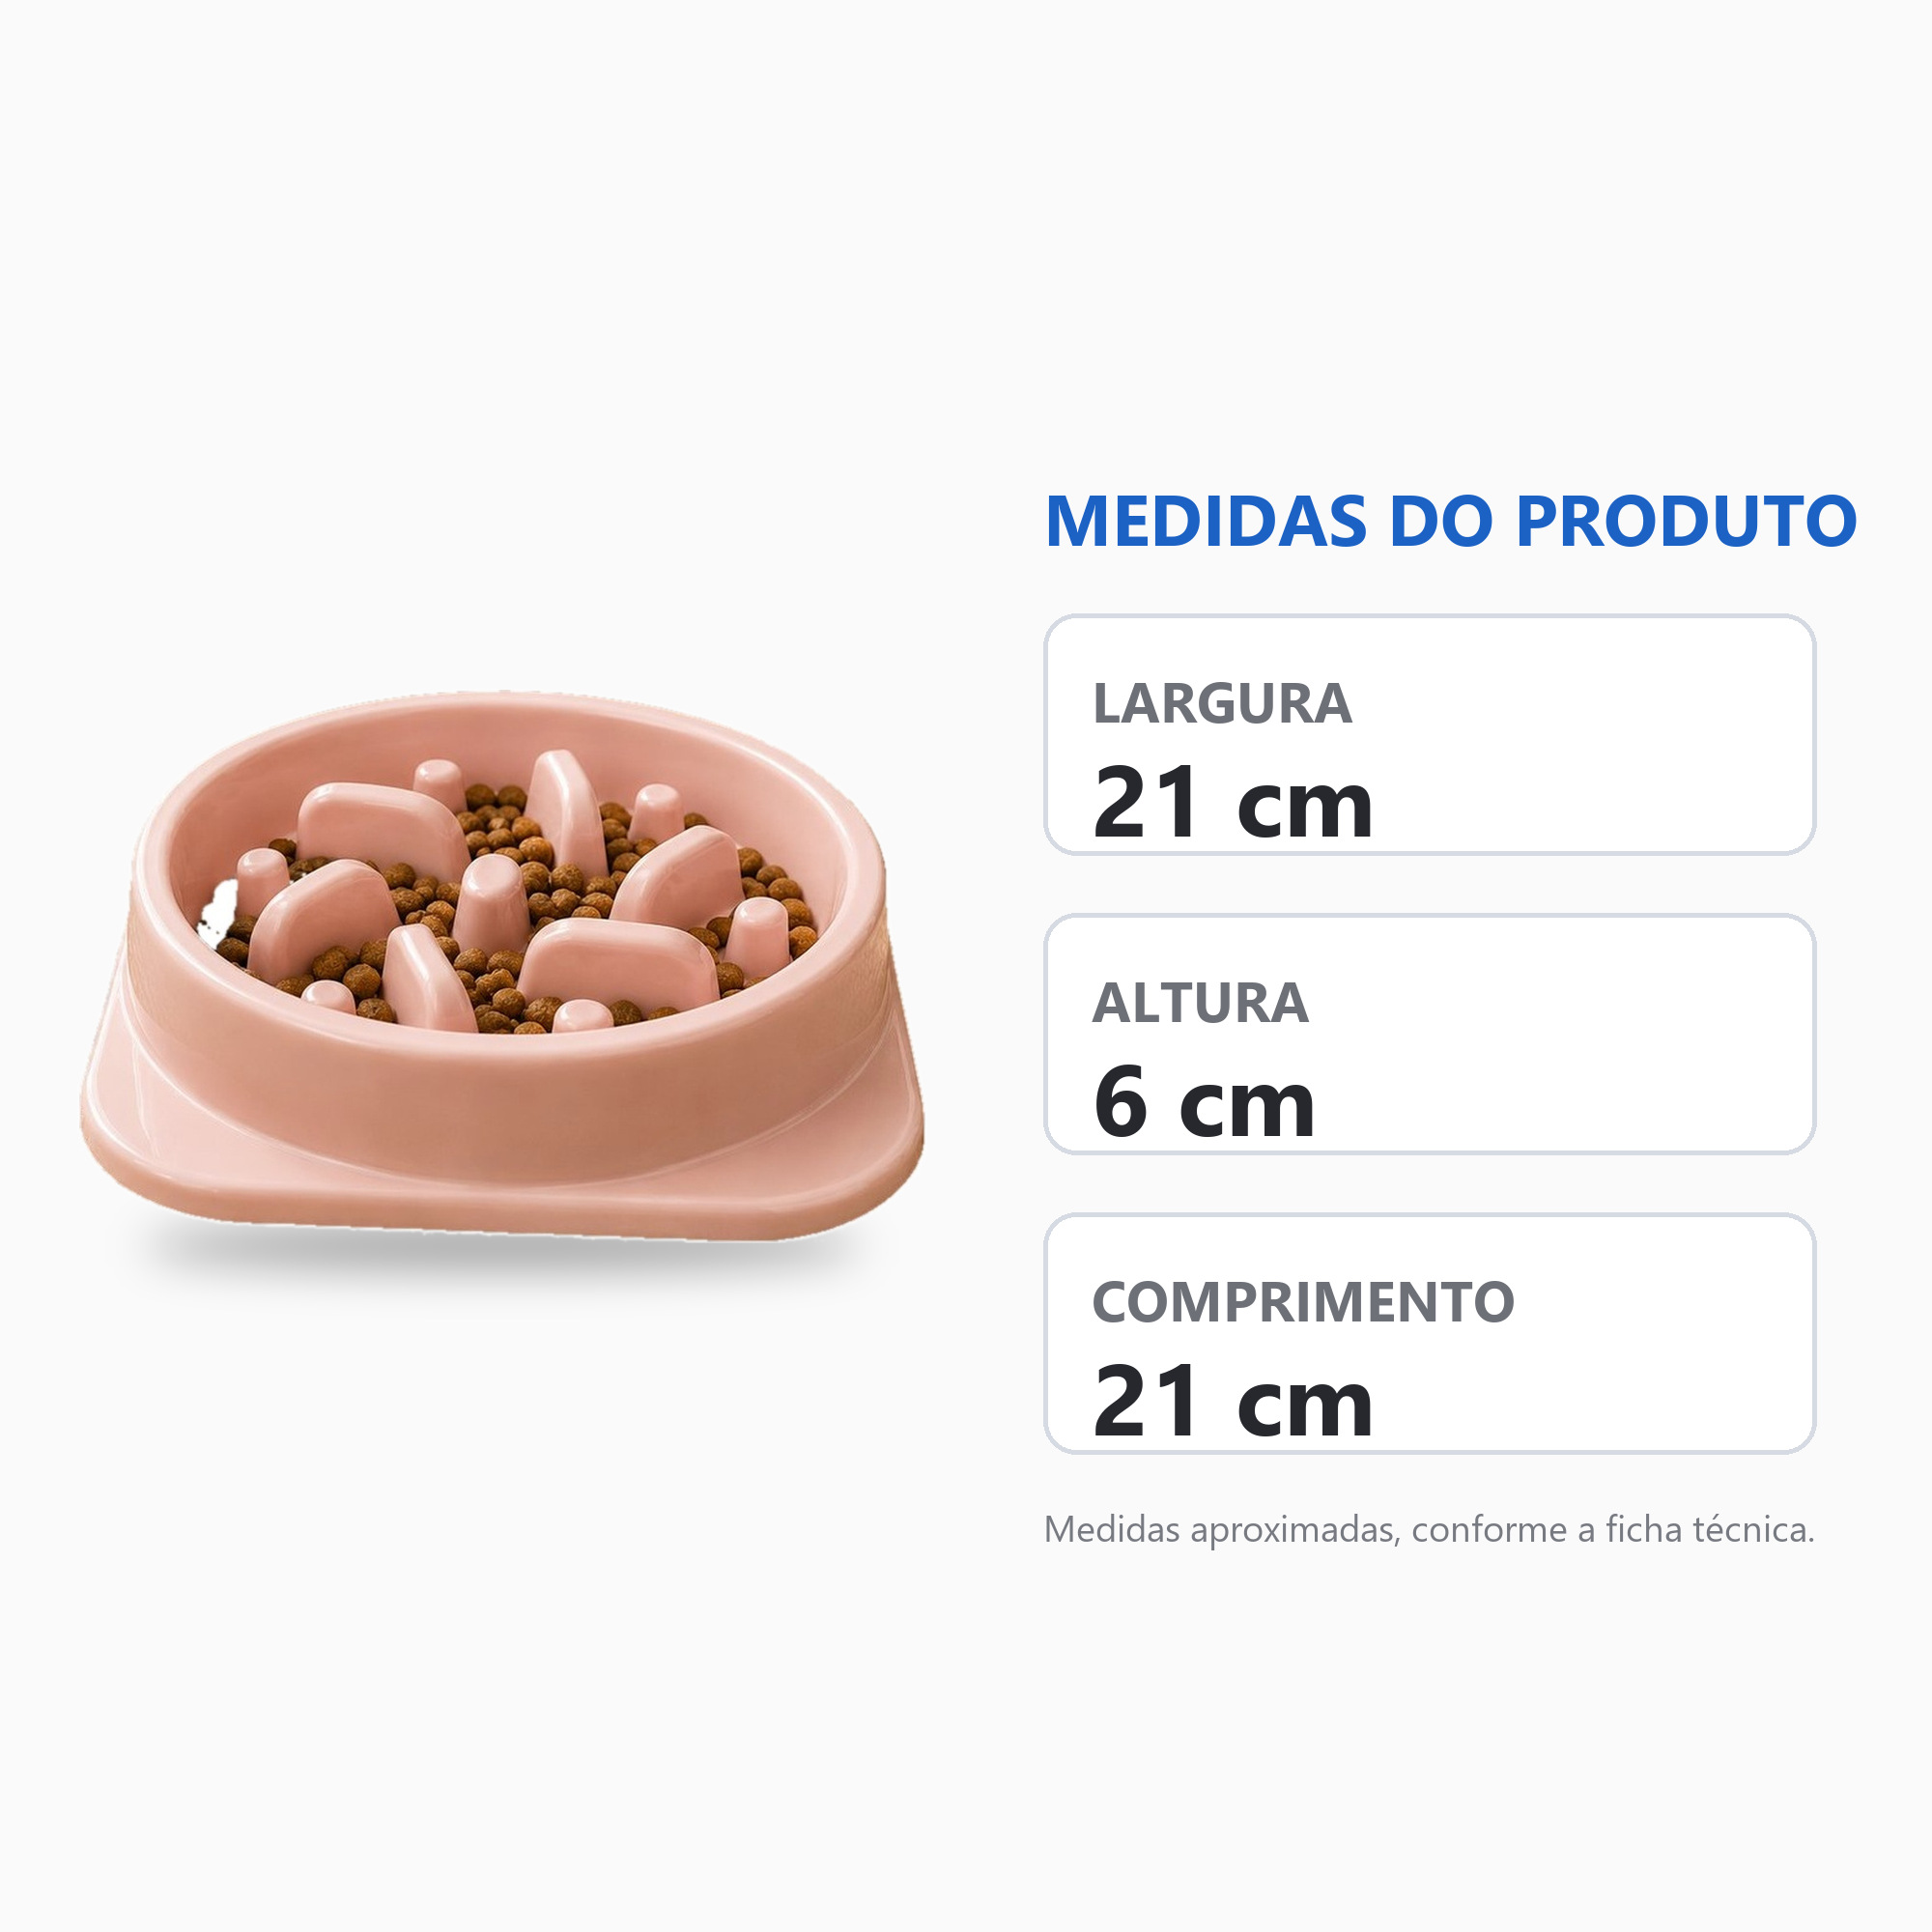 MEDIDAS DO PRODUTO
LARGURA
21 cm
ALTURA
6 cm
COMPRIMENTO
21 cm
Medidas aproximadas, conforme a ficha técnica.